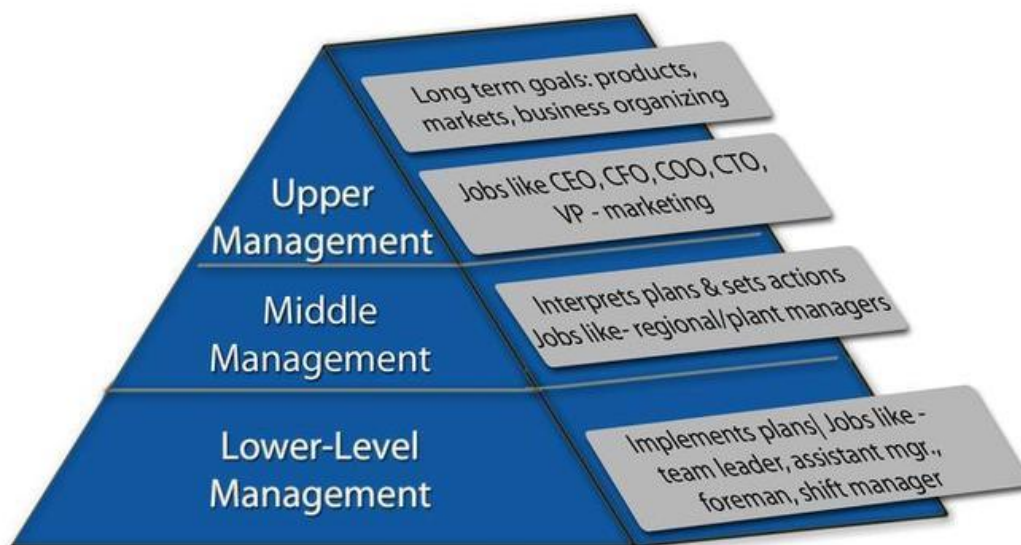 Long term goals: products,
markets, business organizing
Jobs like CEO, CFO, COO, CTO,
VP - marketing
Upper
Management
Interprets plans & sets actions
Jobs like- regional/plant managers
Middle
Management
Implements plans| Jobs like -
team leader, assistant mgr.,
foreman, shift manager
Lower-Level
Management